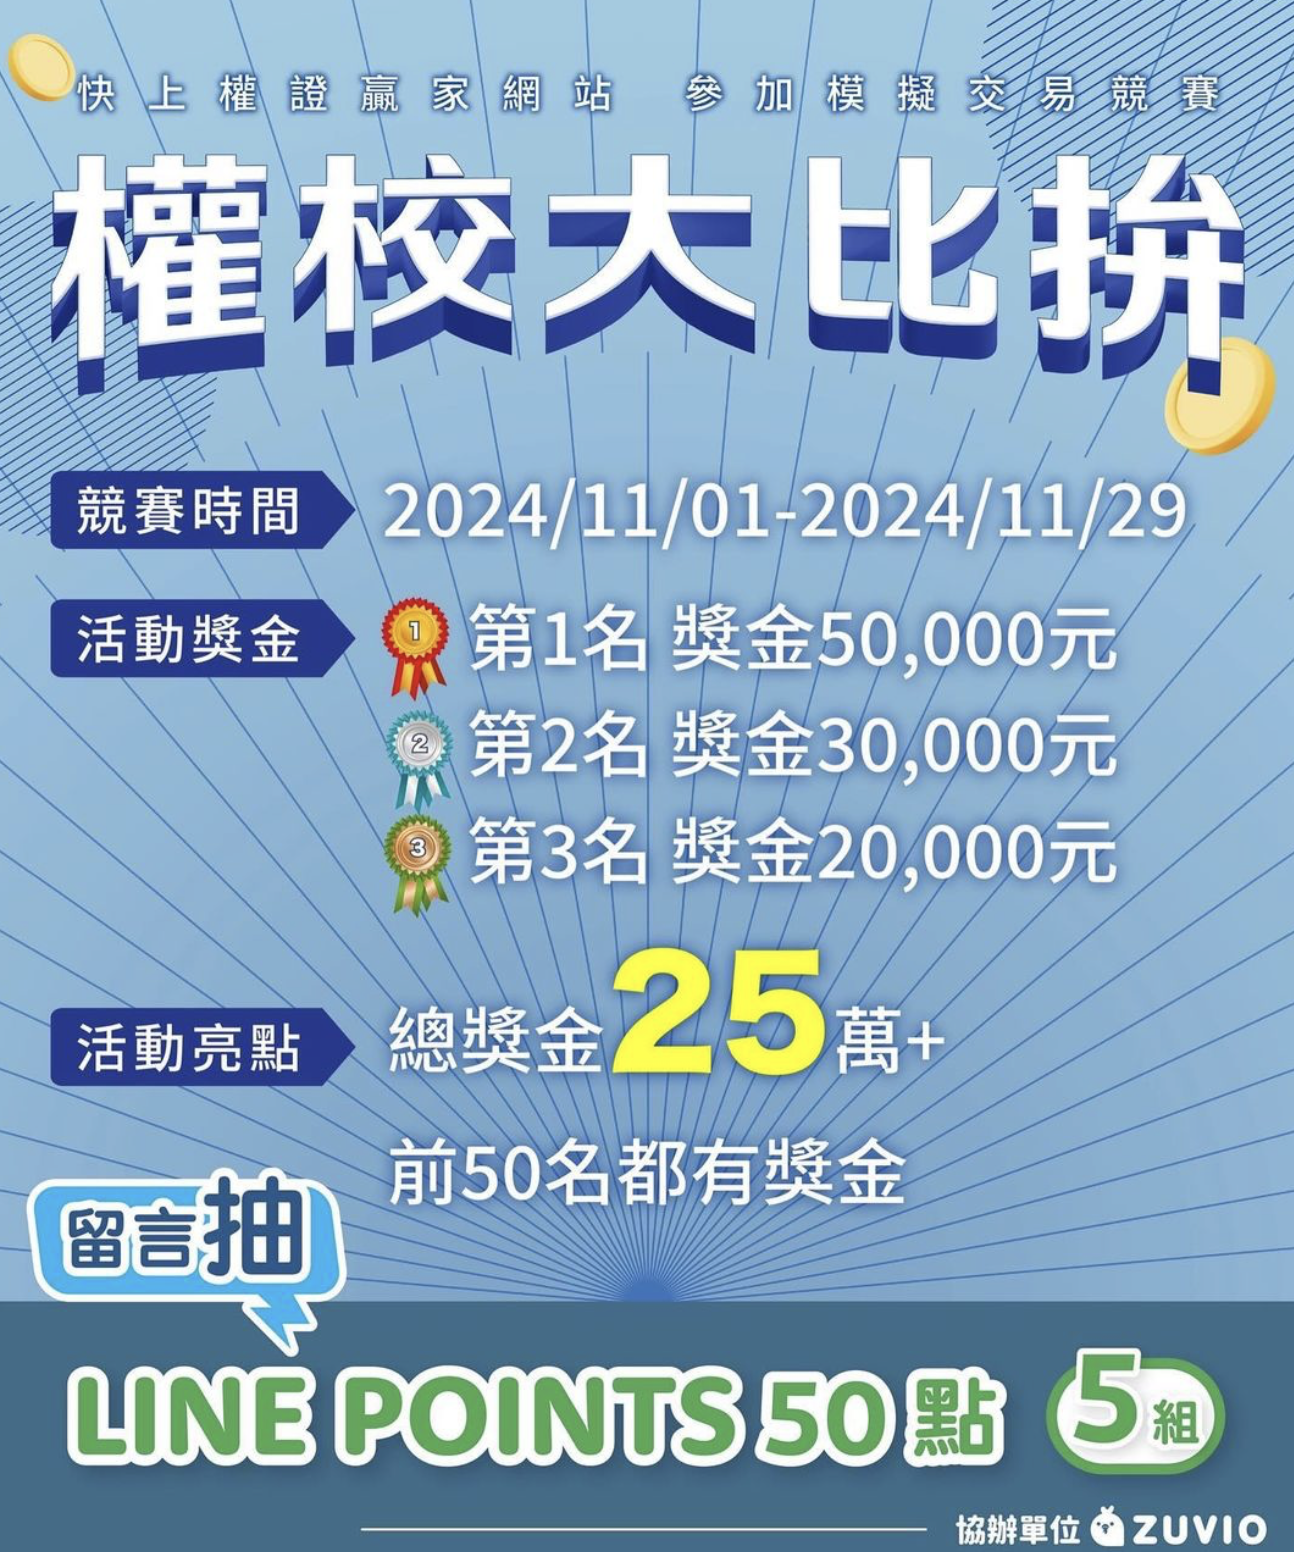 快上權證贏家網站 參加模擬交易競賽
權校大比拚
競賽時間 2024/11/01-2024/11/29
活動獎金 1 第1名 獎金50,000元
2 第2名 獎金30,000元
3 第3名 獎金20,000元
活動亮點 總獎金25萬+
前50名都有獎金
留言抽
LINE POINTS 50點 5組
協辦單位 ZUVIO